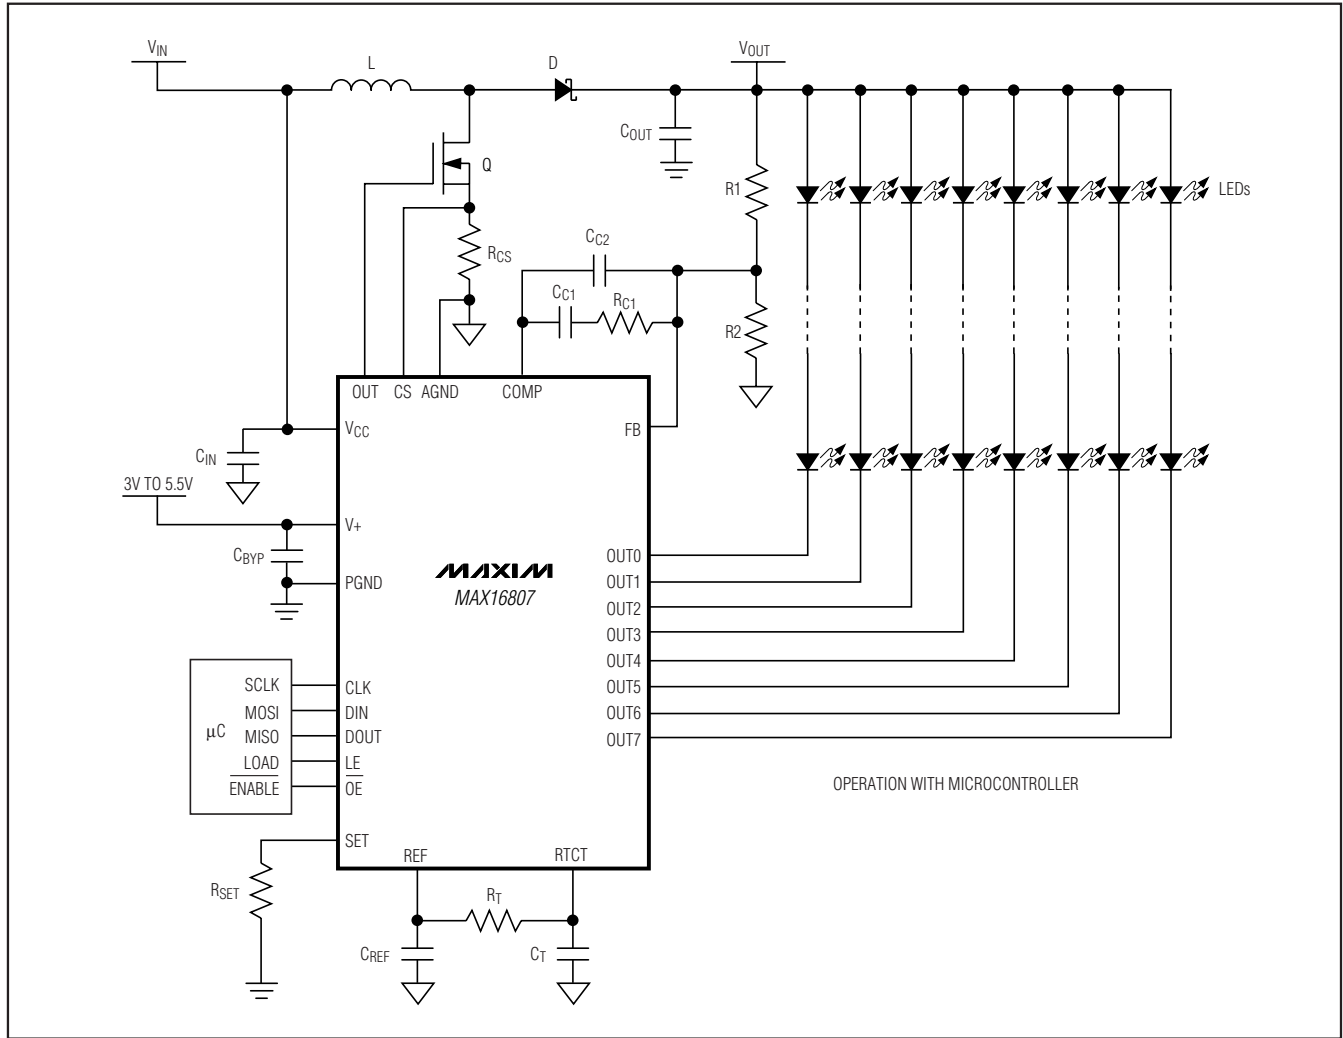 VIN
L
D
VOUT
COUT
Q
R1
LEDs
RCS
CC2
CC1
RC1
R2
OUT
CS
AGND
COMP
VCC
FB
CIN
3V TO 5.5V
V+
CBYP
PGND
MAXIM
MAX16807
OUT0
OUT1
OUT2
OUT3
OUT4
OUT5
OUT6
OUT7
µC
SCLK
MOSI
MISO
LOAD
ENABLE
CLK
DIN
DOUT
LE
OE
OPERATION WITH MICROCONTROLLER
SET
REF
RTCT
RSET
RT
CREF
CT